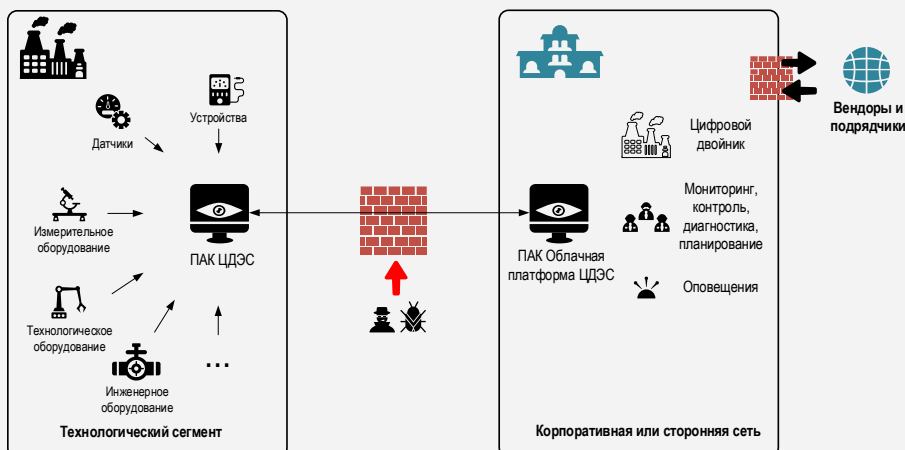 Датчики
Устройства
Измерительное
оборудование
ПАК ЦДЭС
Технологическое
оборудование
Инженерное
оборудование
...
Технологический сегмент
ПАК Облачная
платформа ЦДЭС
Цифровой
двойник
Мониторинг,
контроль,
диагностика,
планирование
Оповещения
Корпоративная или сторонняя сеть
Вендоры и
подрядчики